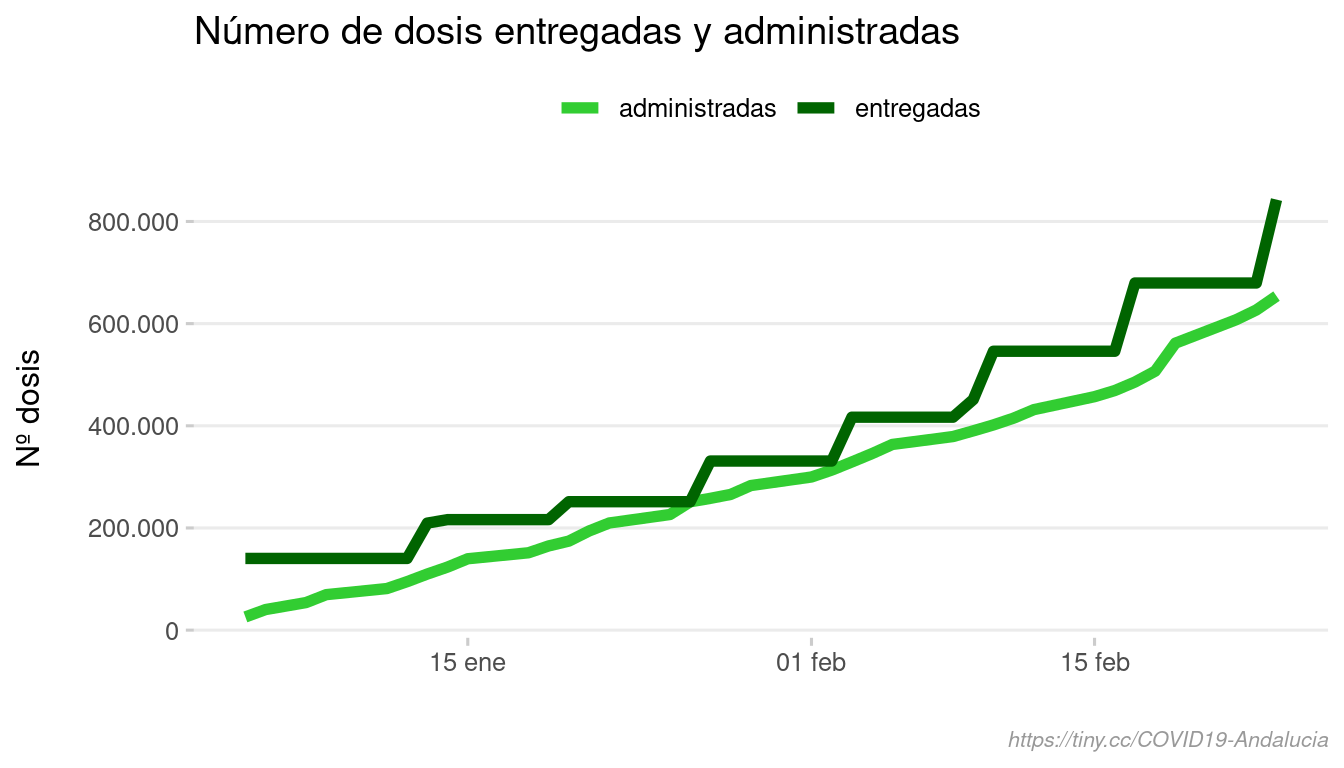 Número de dosis entregadas y administradas
administradas entregadas
800.000
600.000
400.000
200.000
0
Nº dosis
15 ene 01 feb 15 feb
https://tiny.cc/COVID19-Andalucia